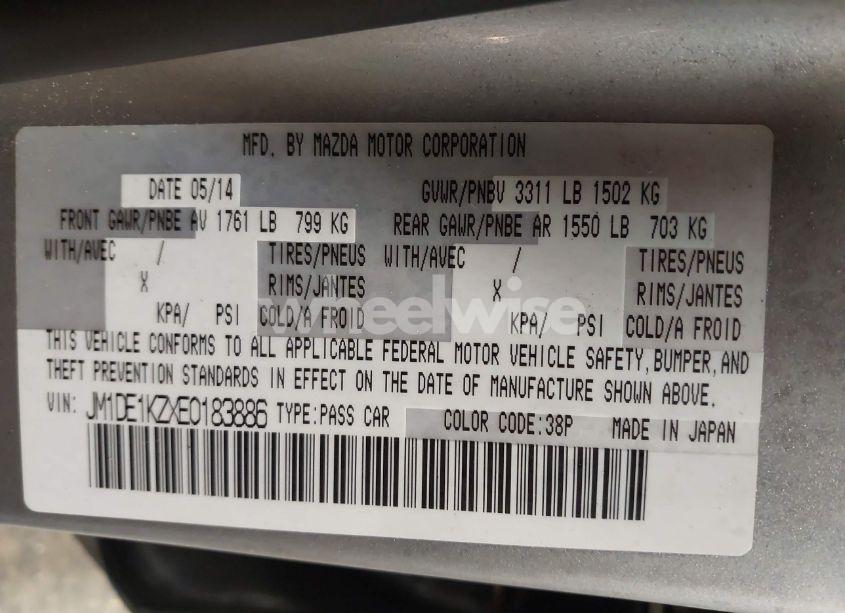 MFD. BY MAZDA MOTOR CORPORATION
DATE 05/14 GVWR/PNBV 3311 LB 1502 KG
FRONT GAWR/PNBE AV 1761 LB 799 KG REAR GAWR/PNBE AR 1550 LB 703 KG
WITH/AVEC / TIRES/PNEUS WITH/AVEC / TIRES/PNEUS
X RIMS/JANTES X RIMS/JANTES
KPA/ PSI COLD/A FROID KPA/ PSI COLD/A FROID
wheelwise
THIS VEHICLE CONFORMS TO ALL APPLICABLE FEDERAL MOTOR VEHICLE SAFETY, BUMPER, AND
THEFT PREVENTION STANDARDS IN EFFECT ON THE DATE OF MANUFACTURE SHOWN ABOVE.
VIN: JM1DE1KZXE0183886 TYPE:PASS CAR COLOR CODE:38P MADE IN JAPAN